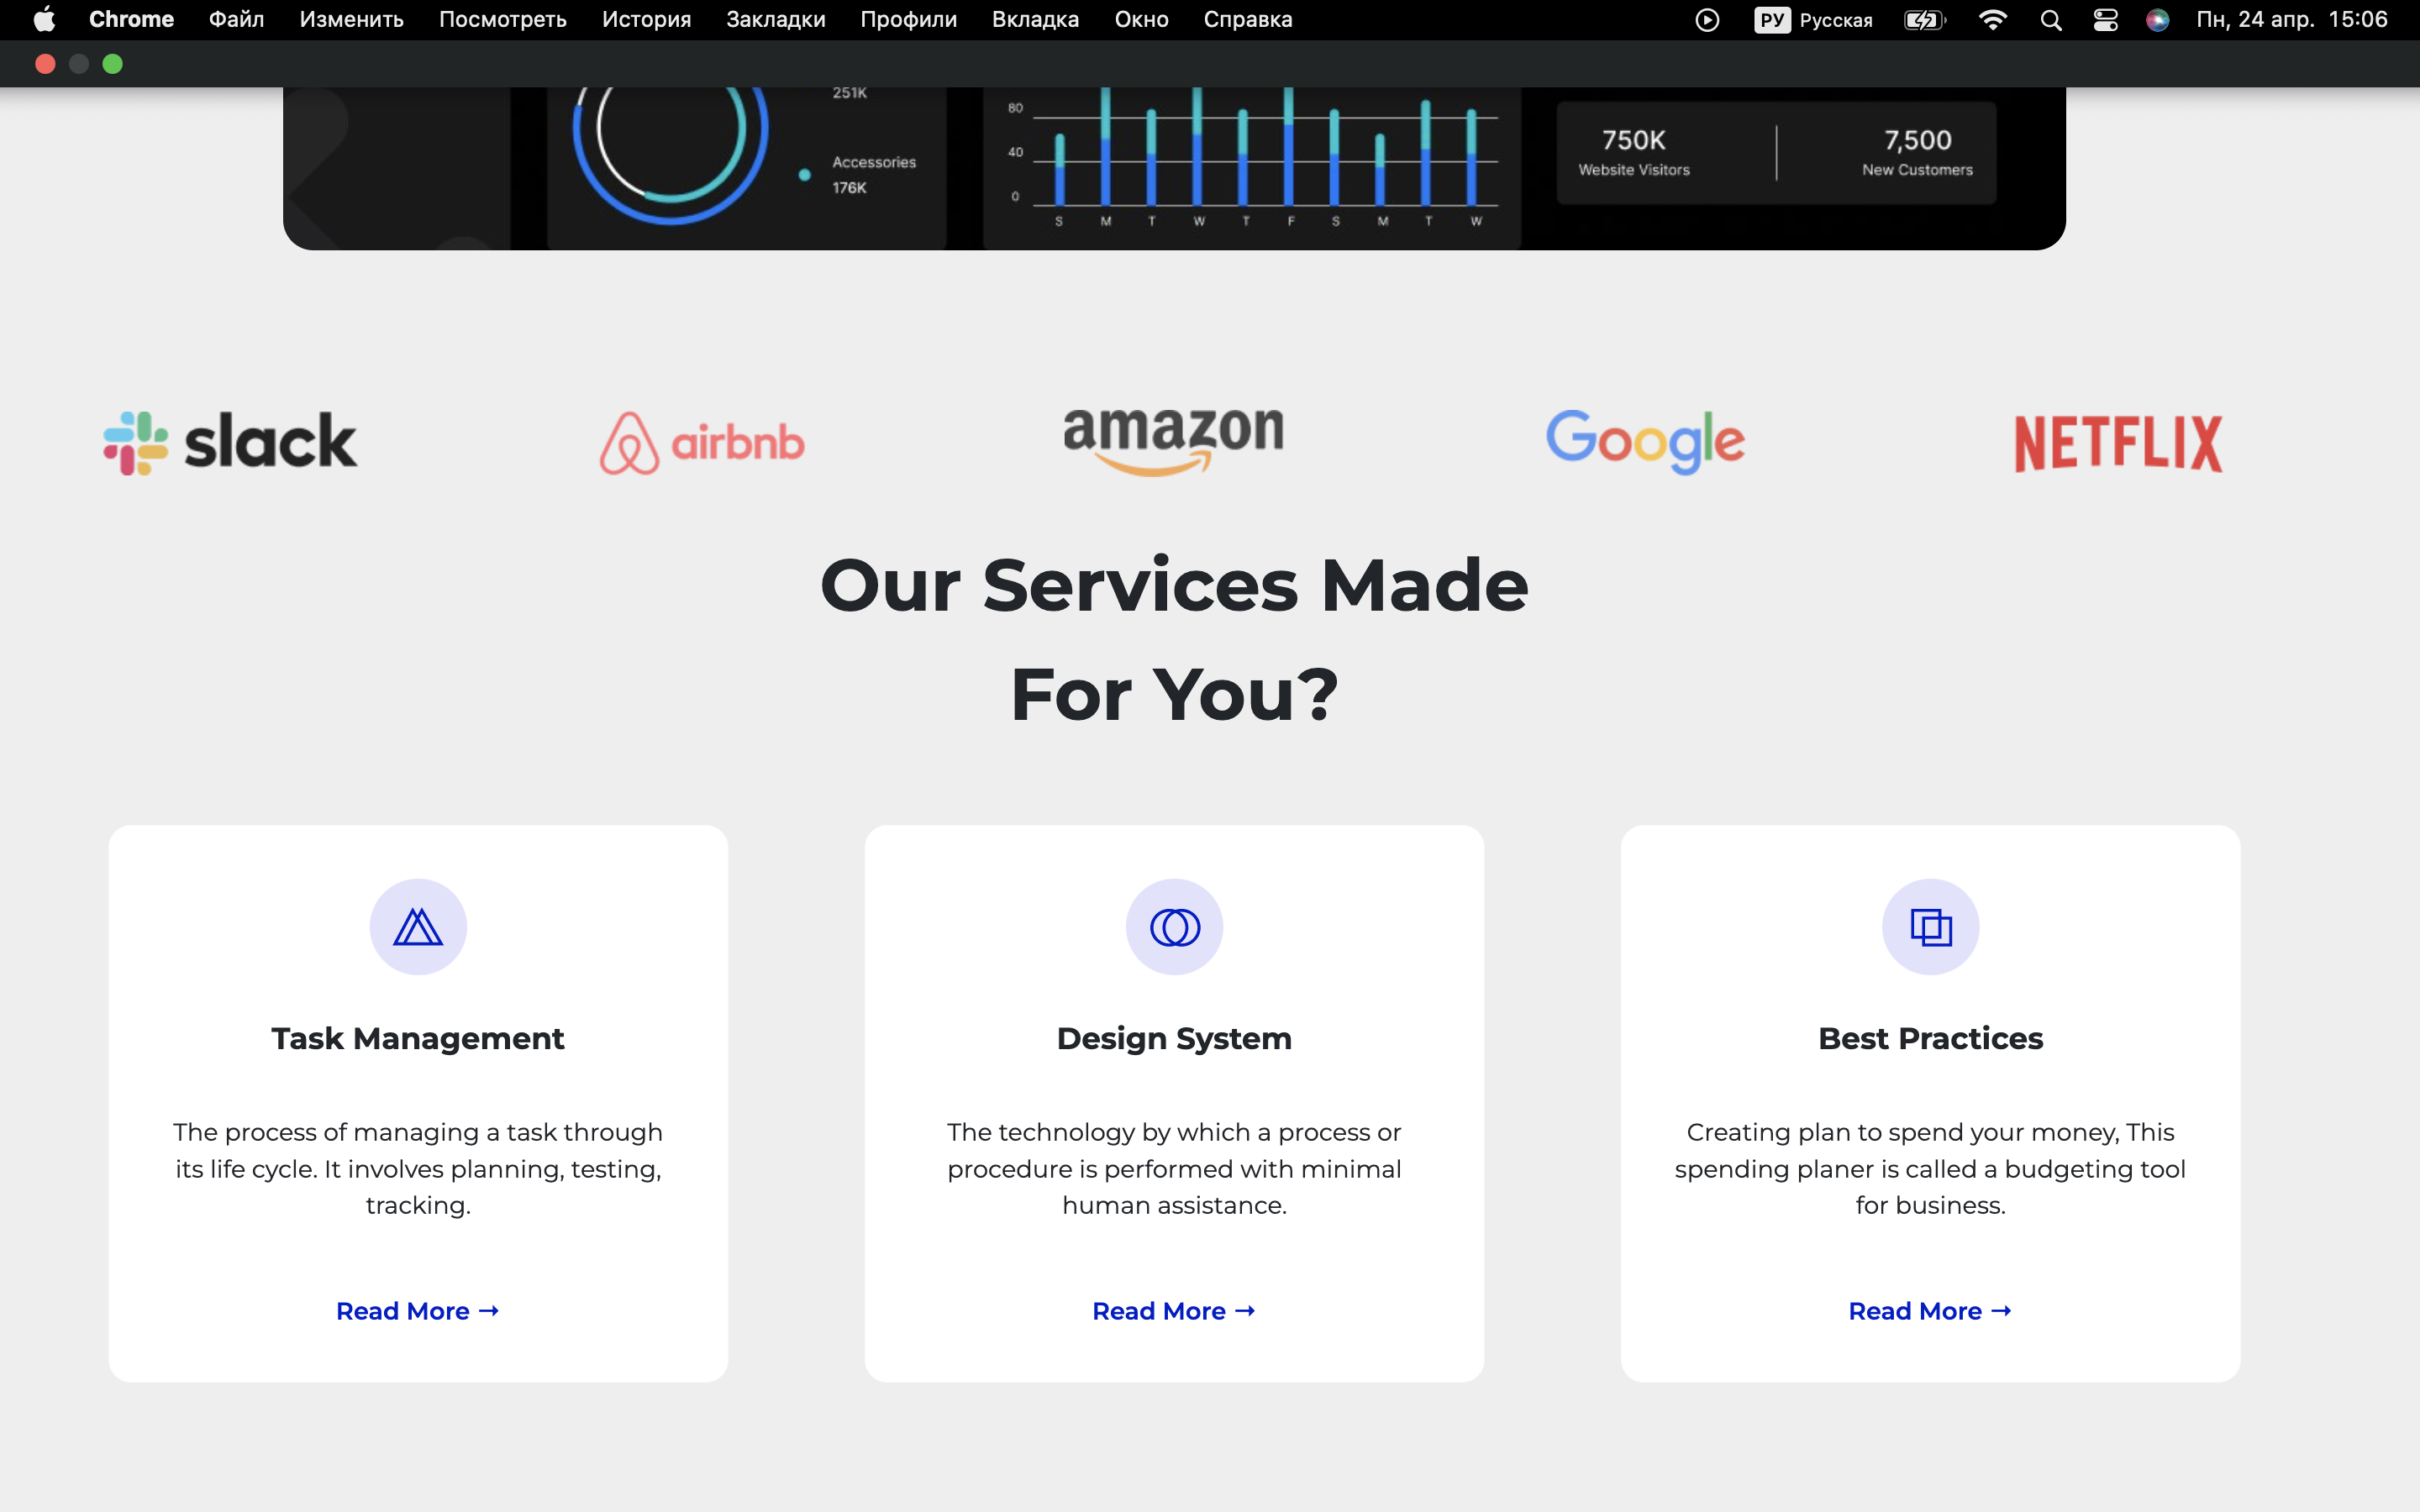 Chrome Файл Изменить Посмотреть История Закладки Профили Вкладка Окно Справка РУ Русская Пн, 24 апр. 15:06
251K
Accessories
176K
80
40
0
S M T W T F S M T W
750K
Website Visitors
7,500
New Customers
slack
airbnb
amazon
Google
NETFLIX
Our Services Made
For You?
Task Management
The process of managing a task through
its life cycle. It involves planning, testing,
tracking.
Read More →
Design System
The technology by which a process or
procedure is performed with minimal
human assistance.
Read More →
Best Practices
Creating plan to spend your money, This
spending planer is called a budgeting tool
for business.
Read More →